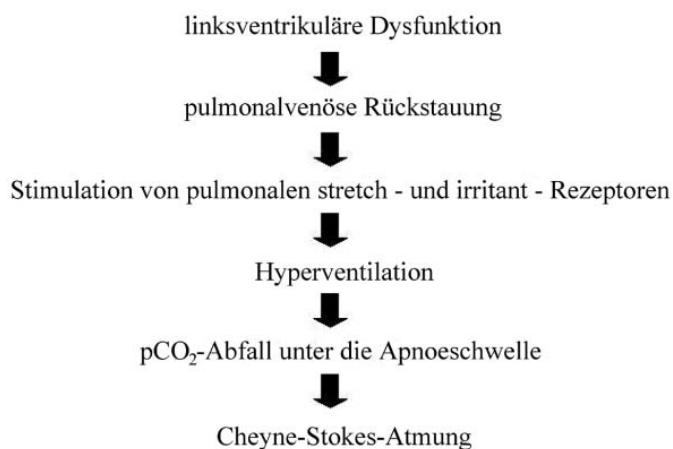 linksventrikuläre Dysfunktion
pulmonalvenöse Rückstauung
Stimulation von pulmonalen stretch - und irritant - Rezeptoren
Hyperventilation
pCO₂-Abfall unter die Apnoeschwelle
Cheyne-Stokes-Atmung